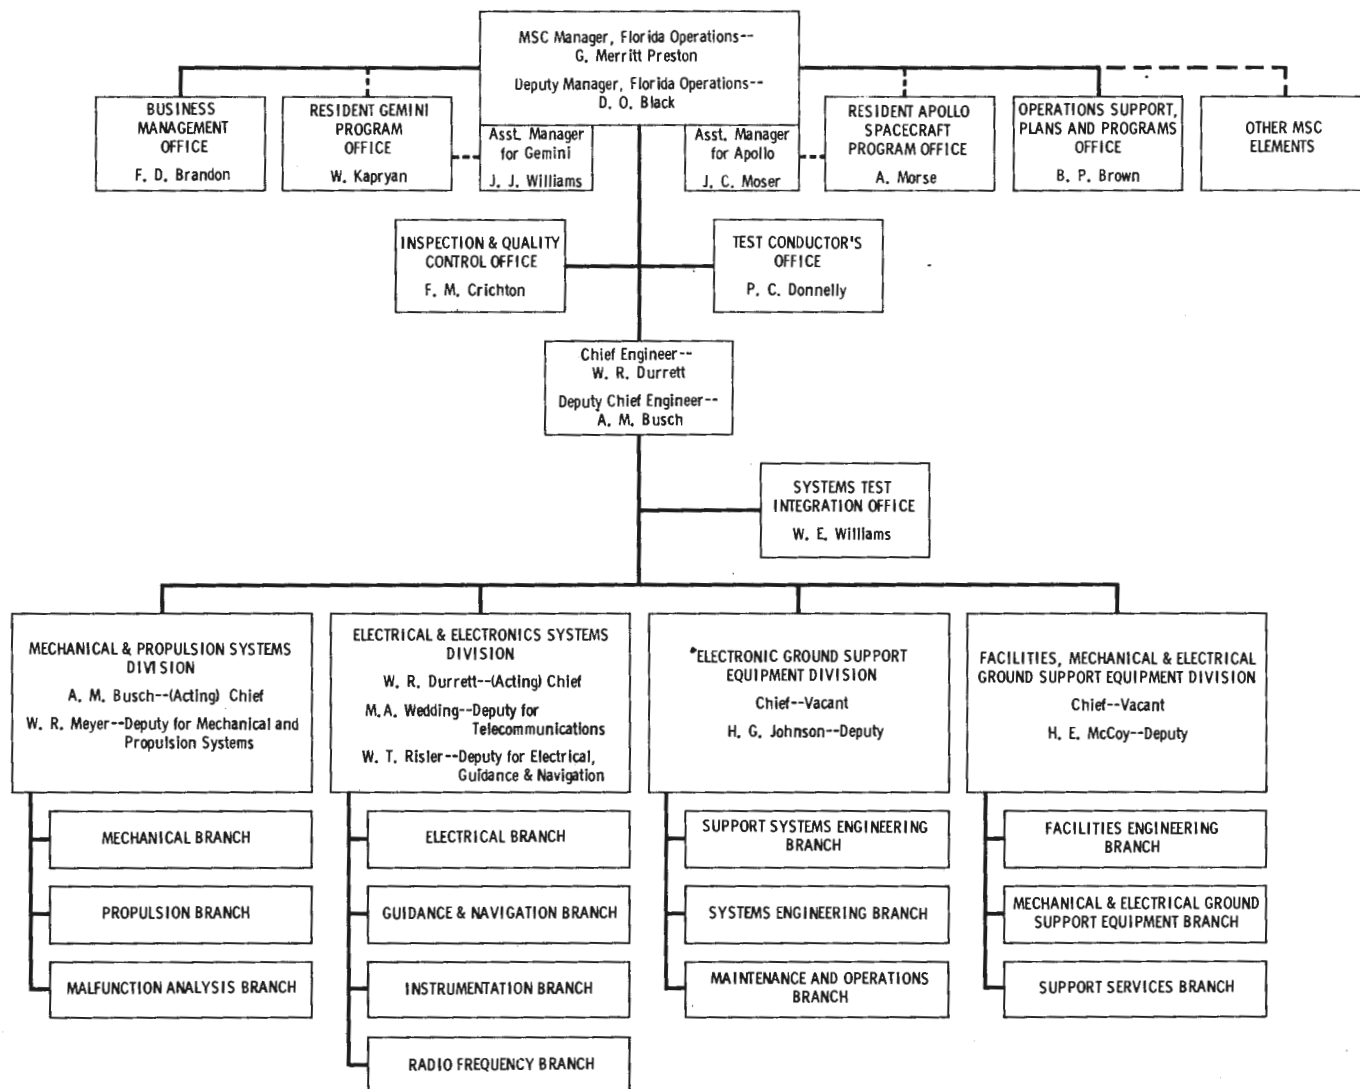 MSC Manager, Florida Operations--
G. Merritt Preston
Deputy Manager, Florida Operations--
D. O. Black
BUSINESS
MANAGEMENT
OFFICE
F. D. Brandon
RESIDENT GEMINI
PROGRAM
OFFICE
W. Kapryan
Asst. Manager
for Gemini
J. J. Williams
Asst. Manager
for Apollo
J. C. Moser
RESIDENT APOLLO
SPACECRAFT
PROGRAM OFFICE
A. Morse
OPERATIONS SUPPORT,
PLANS AND PROGRAMS
OFFICE
B. P. Brown
OTHER MSC
ELEMENTS
INSPECTION & QUALITY
CONTROL OFFICE
F. M. Crichton
TEST CONDUCTOR'S
OFFICE
P. C. Donnelly
Chief Engineer--
W. R. Durrett
Deputy Chief Engineer--
A. M. Busch
SYSTEMS TEST
INTEGRATION OFFICE
W. E. Williams
MECHANICAL & PROPULSION SYSTEMS
DIVISION
A. M. Busch--(Acting) Chief
W. R. Meyer--Deputy for Mechanical and
Propulsion Systems
MECHANICAL BRANCH
PROPULSION BRANCH
MALFUNCTION ANALYSIS BRANCH
ELECTRICAL & ELECTRONICS SYSTEMS
DIVISION
W. R. Durrett--(Acting) Chief
M.A. Wedding--Deputy for
Telecommunications
W. T. Risler--Deputy for Electrical,
Guidance & Navigation
ELECTRICAL BRANCH
GUIDANCE & NAVIGATION BRANCH
INSTRUMENTATION BRANCH
RADIO FREQUENCY BRANCH
*ELECTRONIC GROUND SUPPORT
EQUIPMENT DIVISION
Chief--Vacant
H. G. Johnson--Deputy
SUPPORT SYSTEMS ENGINEERING
BRANCH
SYSTEMS ENGINEERING BRANCH
MAINTENANCE AND OPERATIONS
BRANCH
FACILITIES, MECHANICAL & ELECTRICAL
GROUND SUPPORT EQUIPMENT DIVISION
Chief--Vacant
H. E. McCoy--Deputy
FACILITIES ENGINEERING
BRANCH
MECHANICAL & ELECTRICAL GROUND
SUPPORT EQUIPMENT BRANCH
SUPPORT SERVICES BRANCH